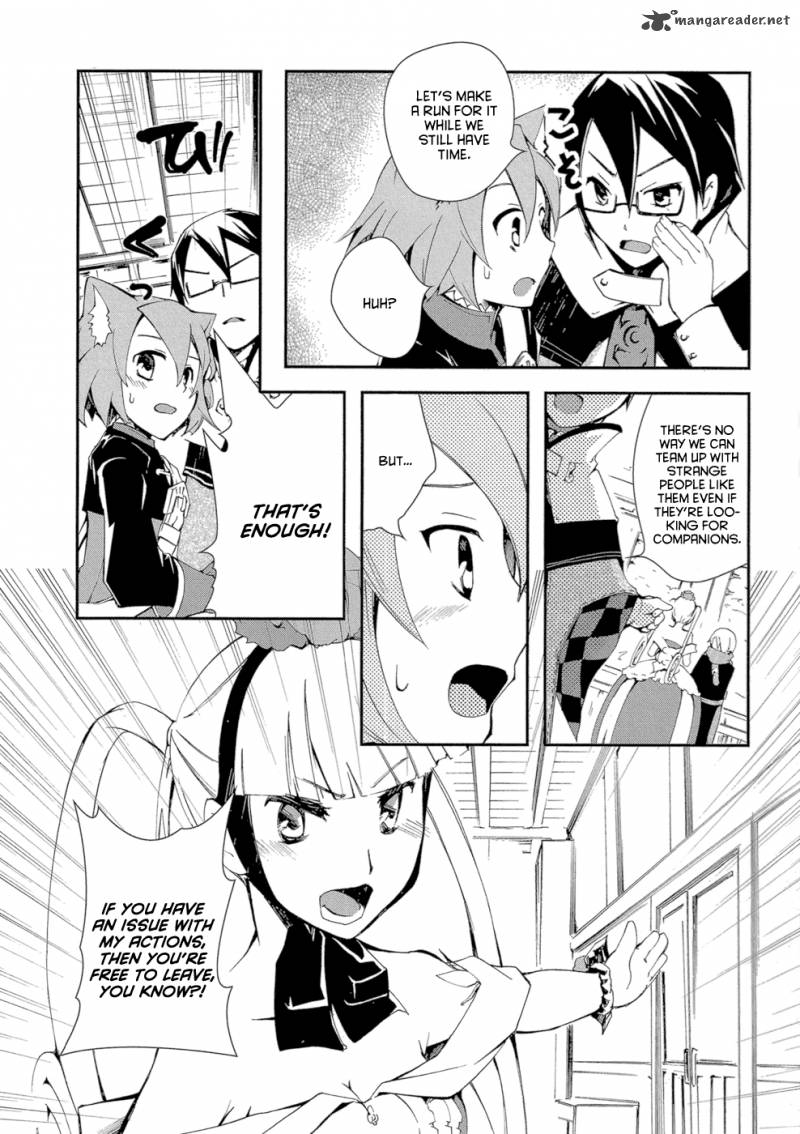 mangareader.net
LET'S MAKE
A RUN FOR
IT WHILE WE
STILL HAVE
TIME.
こそ
HUH?
THERE'S NO
WAY WE CAN
TEAM UP WITH
STRANGE
PEOPLE LIKE
THEM EVEN IF
THEY'RE LOO-
KING FOR
COMPANIONS.
BUT...
THAT'S
ENOUGH!
IF YOU HAVE
AN ISSUE WITH
MY ACTIONS,
THEN YOU'RE
FREE TO LEAVE,
YOU KNOW?!